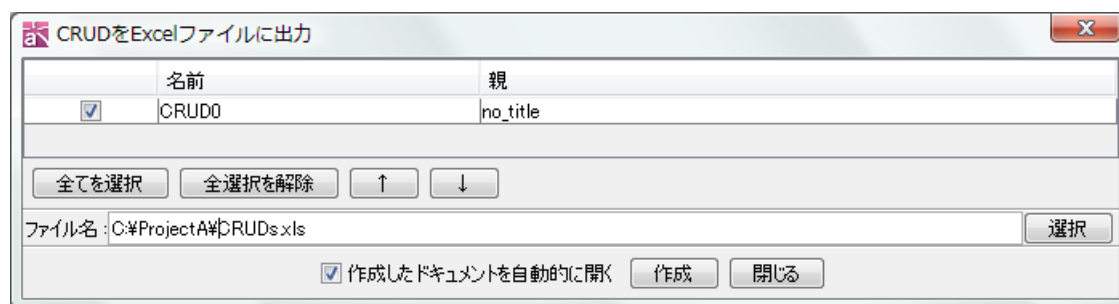 CRUDをExcelファイルに出力
名前 親
CRUD0 no_title
全てを選択 全選択を解除 ↑ ↓
ファイル名: C:¥ProjectA¥CRUDs.xls 選択
作成したドキュメントを自動的に開く 作成 閉じる